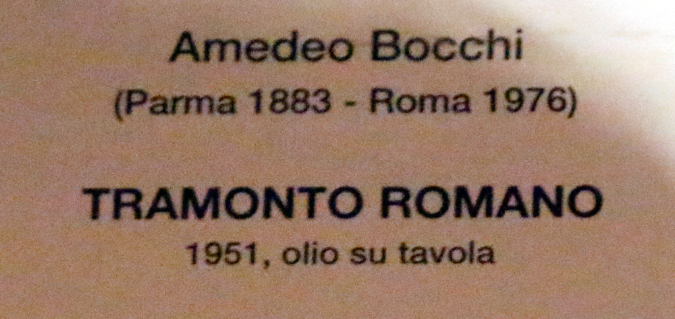 Amedeo Bocchi
(Parma 1883 - Roma 1976)
TRAMONTO ROMANO
1951, olio su tavola